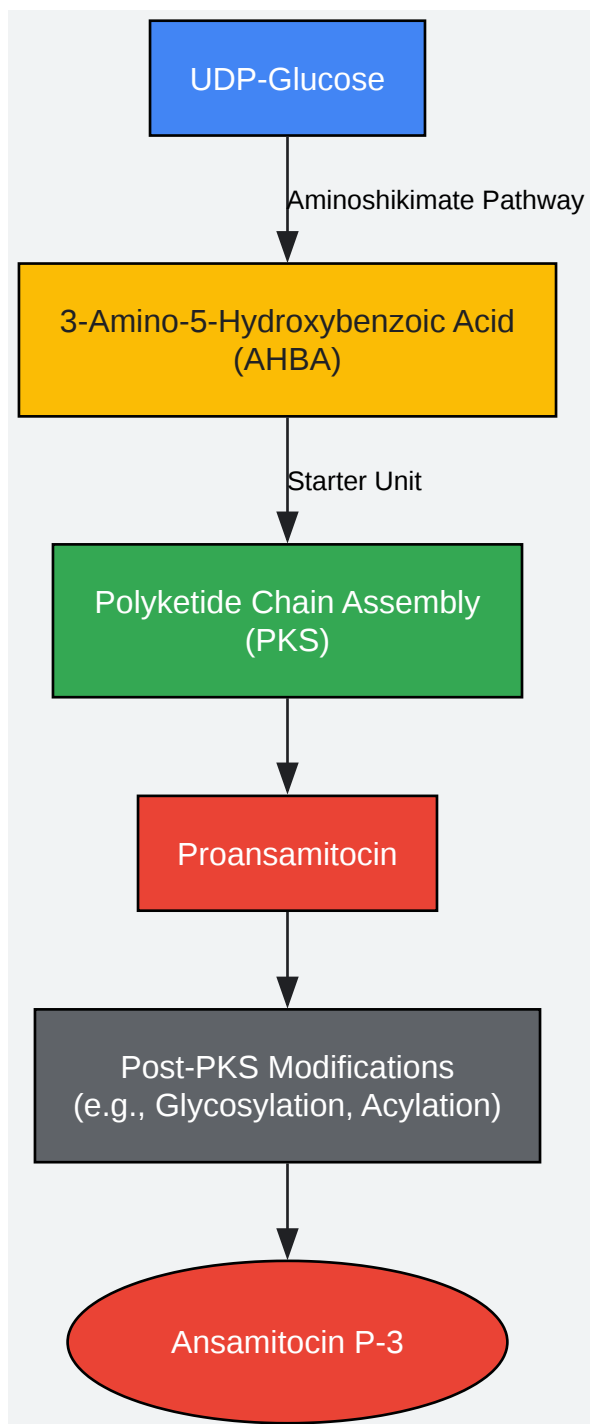 UDP-Glucose
Aminoshikimate Pathway
3-Amino-5-Hydroxybenzoic Acid
(AHBA)
Starter Unit
Polyketide Chain Assembly
(PKS)
Proansamitocin
Post-PKS Modifications
(e.g., Glycosylation, Acylation)
Ansamitocin P-3